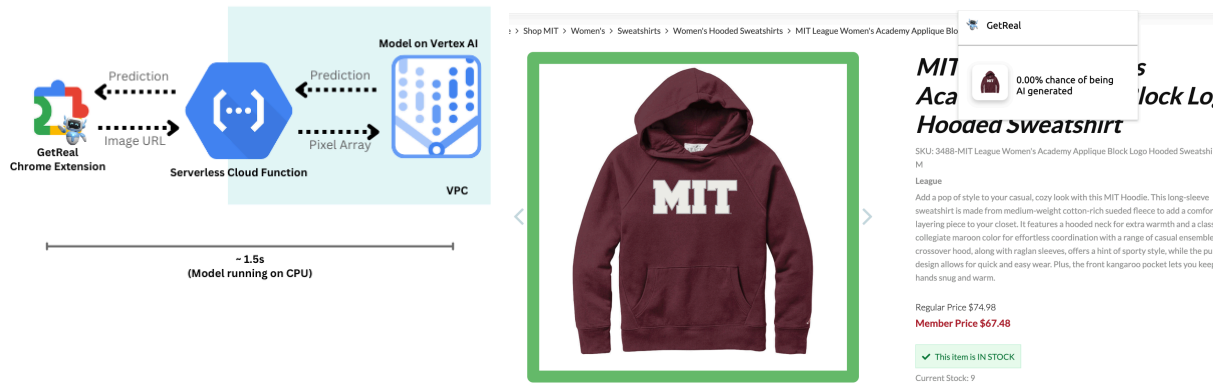 Model on Vertex AI
Prediction
Prediction
Image URL
Pixel Array
GetReal
Chrome Extension
Serverless Cloud Function
VPC
~ 1.5s
(Model running on CPU)
> Shop MIT > Women's > Sweatshirts > Women's Hooded Sweatshirts > MIT League Women's Academy Applique Blo
GetReal
0.00% chance of being
AI generated
MIT
MIT
Hooded Sweatshirt
SKU: 3488-MIT League Women's Academy Applique Block Logo Hooded Sweatshi
M
League
Add a pop of style to your casual, cozy look with this MIT Hoodie. This long-sleeve
sweatshirt is made from medium-weight cotton-rich sueded fleece to add a comfor
layering piece to your closet. It features a hooded neck for extra warmth and a clas
collegiate maroon color for effortless coordination with a range of casual ensemble
crossover hood, along with raglan sleeves, offers a hint of sporty style, while the pu
design allows for quick and easy wear. Plus, the front kangaroo pocket lets you keep
hands snug and warm.
Regular Price $74.98
Member Price $67.48
This item is IN STOCK
Current Stock: 9